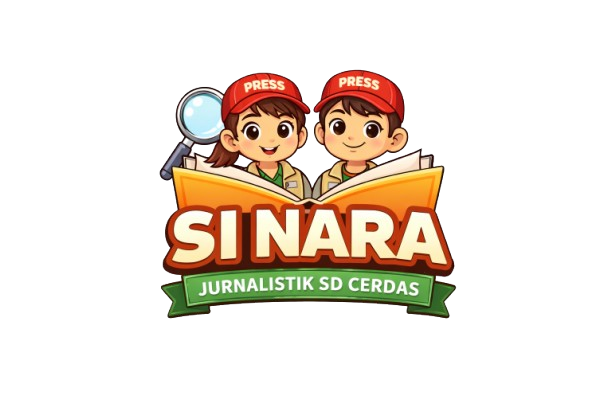 PRESS
PRESS
SI NARA
JURNALISTIK SD CERDAS